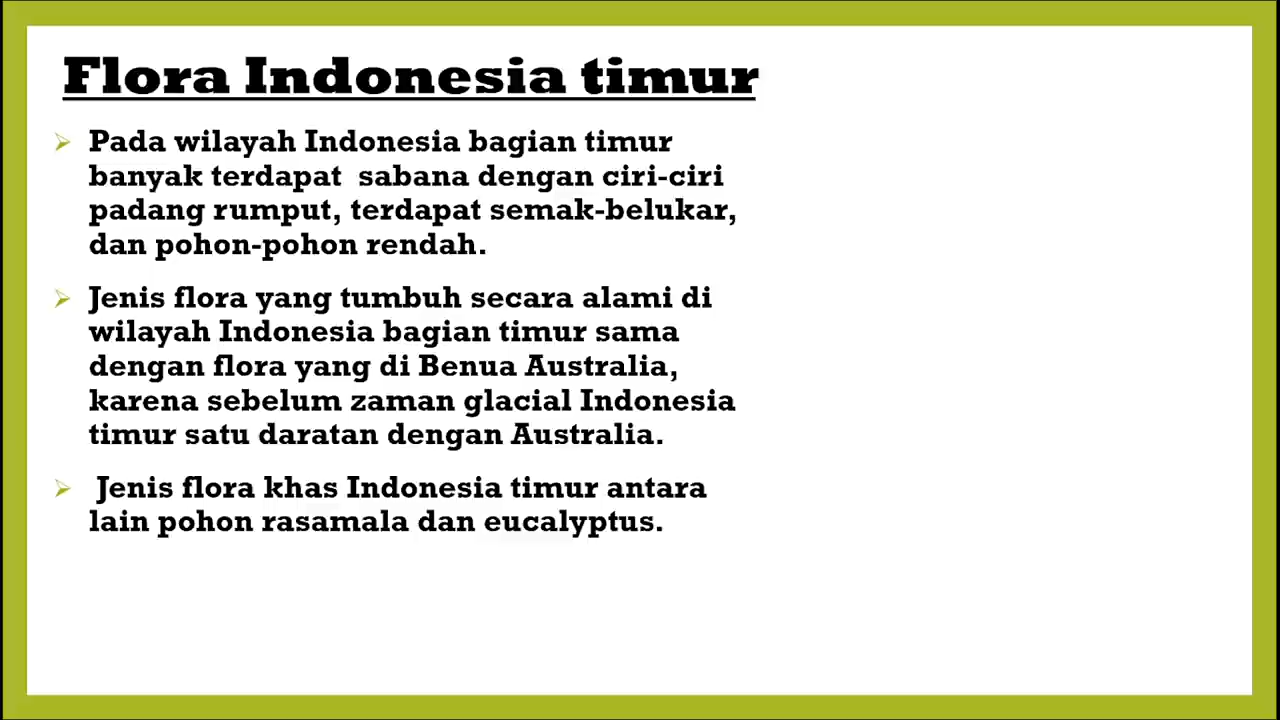 Flora Indonesia timur
Pada wilayah Indonesia bagian timur
banyak terdapat  sabana dengan ciri-ciri
padang rumput, terdapat semak-belukar,
dan pohon-pohon rendah.
Jenis flora yang tumbuh secara alami di
wilayah Indonesia bagian timur sama
dengan flora yang di Benua Australia,
karena sebelum zaman glacial Indonesia
timur satu daratan dengan Australia.
Jenis flora khas Indonesia timur antara
lain pohon rasamala dan eucalyptus.